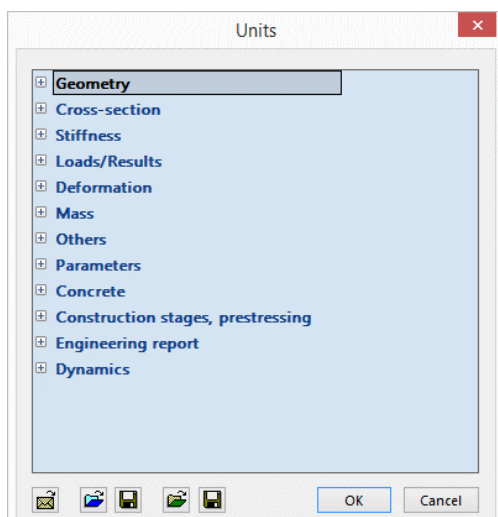 Units
Geometry
Cross-section
Stiffness
Loads/Results
Deformation
Mass
Others
Parameters
Concrete
Construction stages, prestressing
Engineering report
Dynamics
OK Cancel